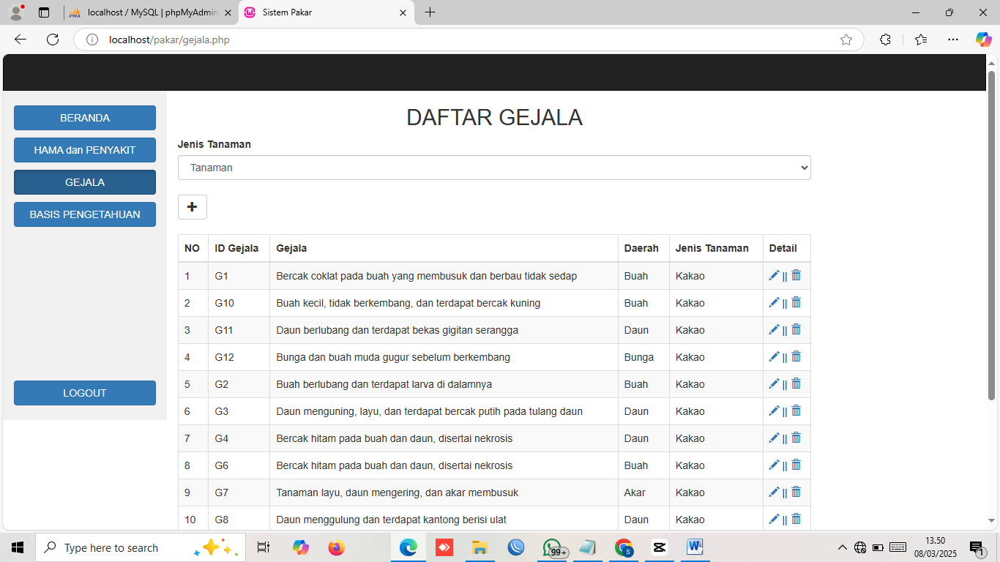 localhost / MySQL | phpMyAdmin
Sistem Pakar
localhost/pakar/gejala.php
BERANDA
HAMA dan PENYAKIT
GEJALA
BASIS PENGETAHUAN
LOGOUT
DAFTAR GEJALA
Jenis Tanaman
Tanaman
+
NO ID Gejala Gejala Daerah Jenis Tanaman Detail
1 G1 Bercak coklat pada buah yang membusuk dan berbau tidak sedap Buah Kakao ||
2 G10 Buah kecil, tidak berkembang, dan terdapat bercak kuning Buah Kakao ||
3 G11 Daun berlubang dan terdapat bekas gigitan serangga Daun Kakao ||
4 G12 Bunga dan buah muda gugur sebelum berkembang Bunga Kakao ||
5 G2 Buah berlubang dan terdapat larva di dalamnya Buah Kakao ||
6 G3 Daun menguning, layu, dan terdapat bercak putih pada tulang daun Daun Kakao ||
7 G4 Bercak hitam pada buah dan daun, disertai nekrosis Daun Kakao ||
8 G6 Bercak hitam pada buah dan daun, disertai nekrosis Buah Kakao ||
9 G7 Tanaman layu, daun mengering, dan akar membusuk Akar Kakao ||
10 G8 Daun menggulung dan terdapat kantong berisi ulat Daun Kakao ||
Type here to search
99+
13.50
08/03/2025
1